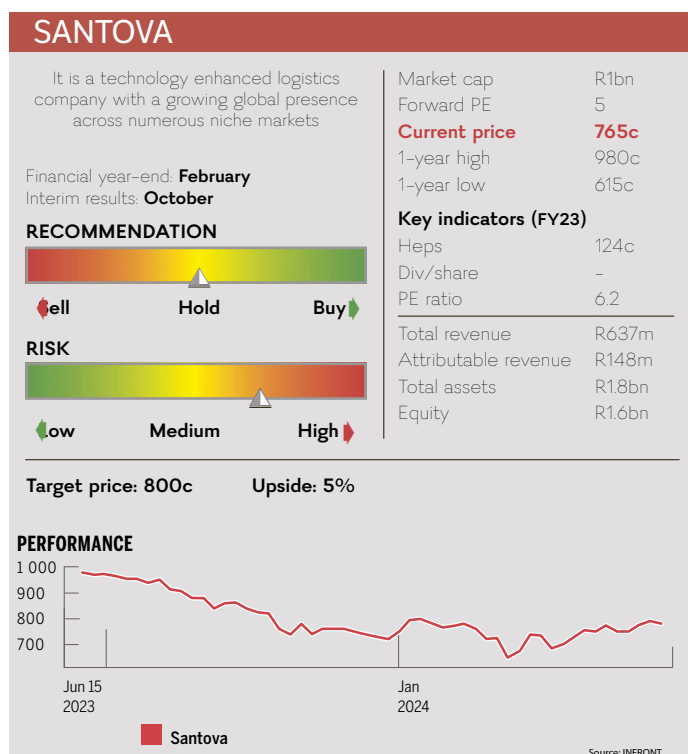 SANTOVA
It is a technology enhanced logistics
company with a growing global presence
across numerous niche markets
Financial year-end: February
Interim results: October
RECOMMENDATION
Sell Hold Buy
RISK
Low Medium High
Market cap R1bn
Forward PE 5
Current price 765c
1-year high 980c
1-year low 615c
Key indicators (FY23)
Heps 124c
Div/share –
PE ratio 6.2
Total revenue R637m
Attributable revenue R148m
Total assets R1.8bn
Equity R1.6bn
Target price: 800c Upside: 5%
PERFORMANCE
1 000
900
800
700
Jun 15 Jan
2023 2024
Santova
Source: INFRONT